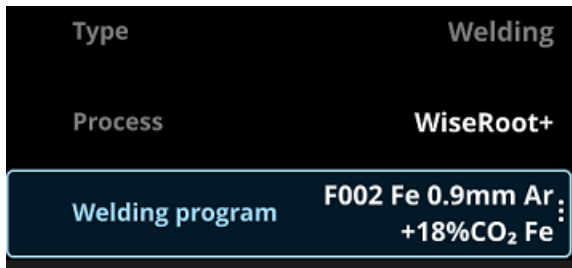 Type Welding
Process WiseRoot+
Welding program F002 Fe 0.9mm Ar
+18%CO₂ Fe